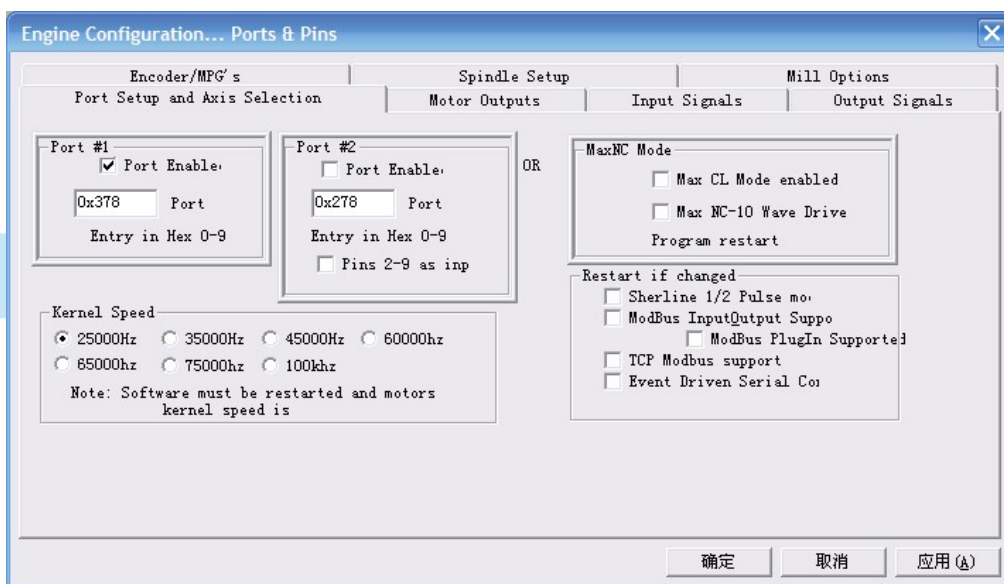 Engine Configuration... Ports & Pins
Encoder/MPG's
Spindle Setup
Mill Options
Port Setup and Axis Selection
Motor Outputs
Input Signals
Output Signals
Port #1
Port Enable
0x378 Port
Entry in Hex 0-9
Port #2
Port Enable
0x278 Port
Entry in Hex 0-9
Pins 2-9 as inp
OR
MaxNC Mode
Max CL Mode enabled
Max NC-10 Wave Drive
Program restart
Restart if changed
Sherline 1/2 Pulse mo
ModBus InputOutput Suppo
ModBus PlugIn Supported
TCP Modbus support
Event Driven Serial Co
Kernel Speed
25000Hz 35000Hz 45000Hz 60000hz
65000hz 75000hz 100khz
Note: Software must be restarted and motors
kernel speed is
确定 取消 应用(A)